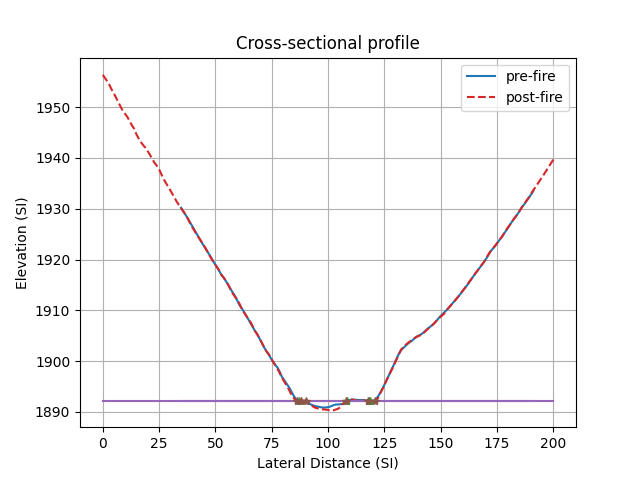 Cross-sectional profile
pre-fire
post-fire
1950
1940
1930
1920
1910
1900
1890
Elevation (SI)
0 25 50 75 100 125 150 175 200
Lateral Distance (SI)